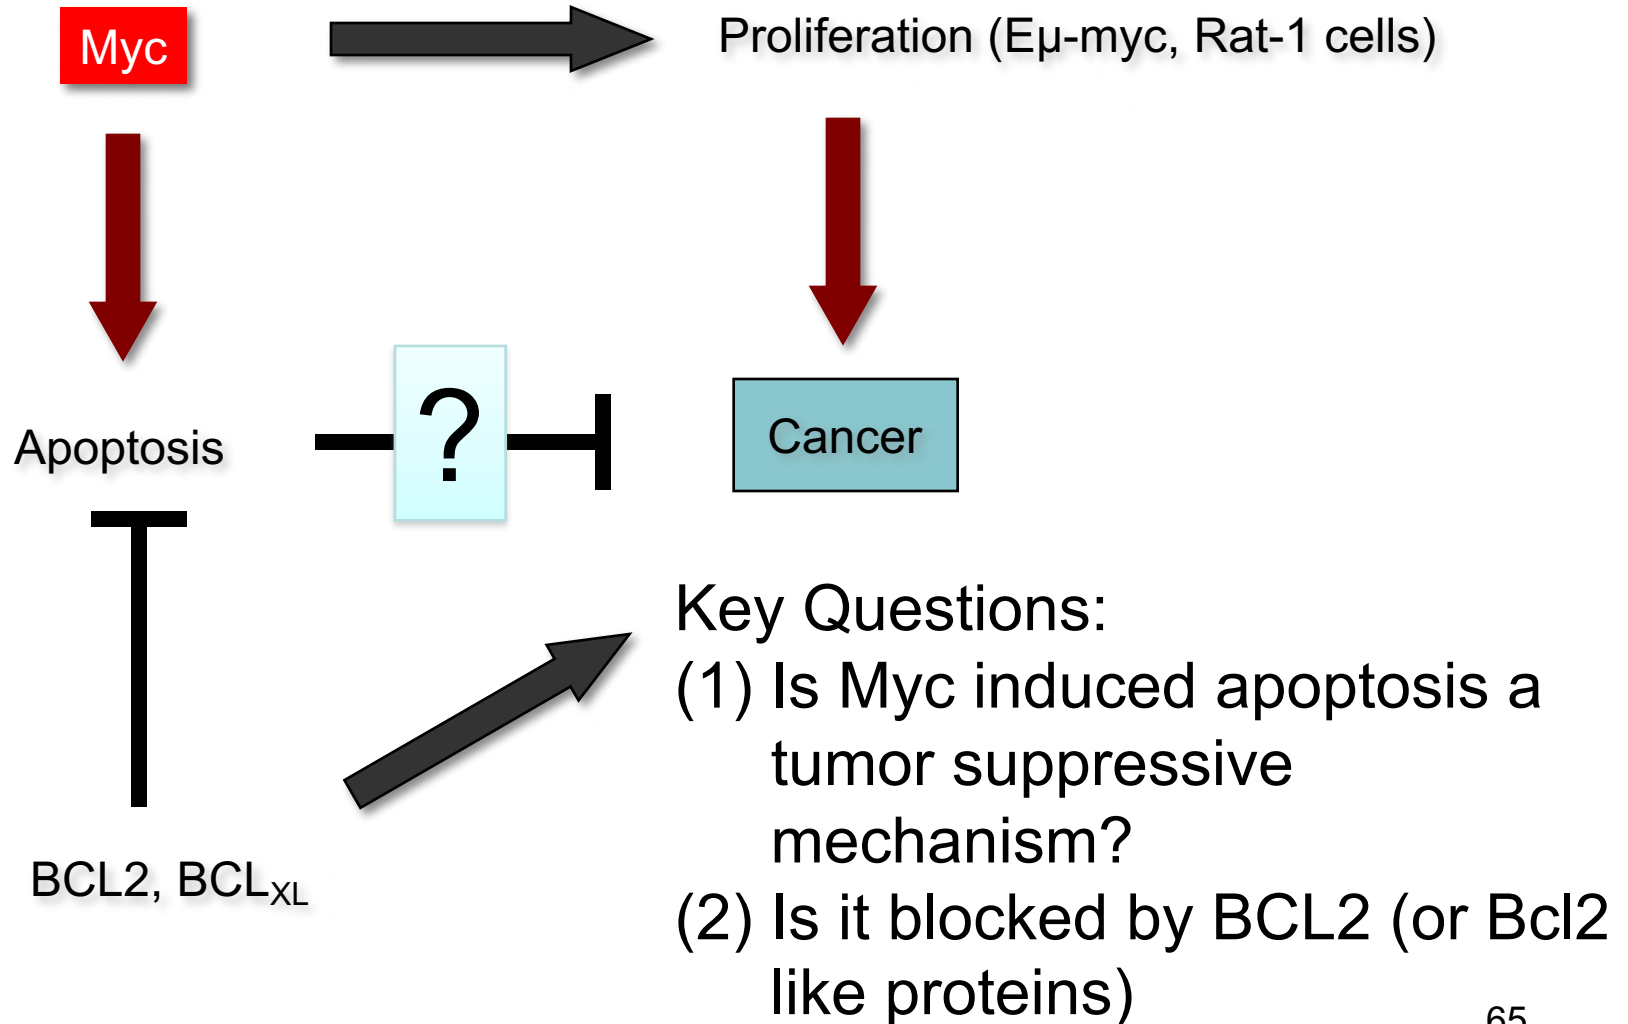 Myc
Proliferation (Eµ-myc, Rat-1 cells)
Apoptosis
?
Cancer
BCL2, BCLXL
Key Questions:
(1) Is Myc induced apoptosis a
tumor suppressive
mechanism?
(2) Is it blocked by BCL2 (or Bcl2
like proteins)
65